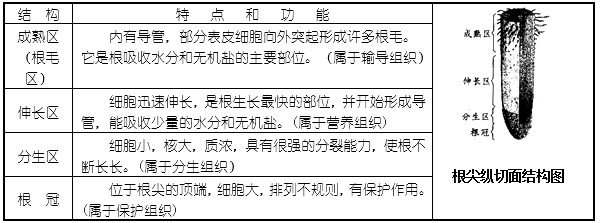 结 构
特 点 和 功 能
成熟区
（根毛
区）
内有导管，部分表皮细胞向外突起形成许多根毛。
它是根吸收水分和无机盐的主要部位。（属于输导组织）
伸长区
细胞迅速伸长，是根生长最快的部位，并开始形成导
管，能吸收少量的水分和无机盐。（属于营养组织）
分生区
细胞小，核大，质浓，具有很强的分裂能力，使根不
断长长。（属于分生组织）
根 冠
位于根尖的顶端，细胞大，排列不规则，有保护作用。
（属于保护组织）
成熟区
伸长区
分生区
根冠
根尖纵切面结构图